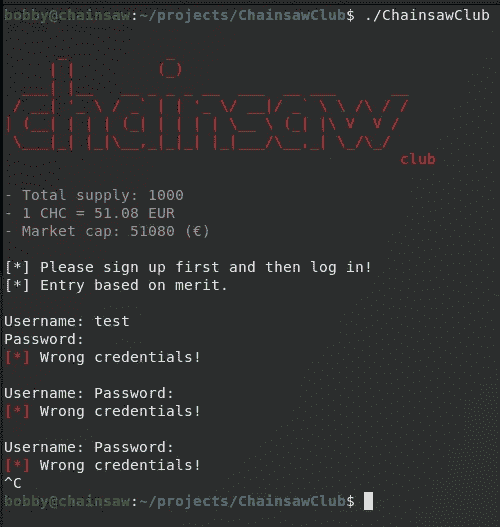 bobby@chainsaw:~/projects/ChainsawClub$ ./ChainsawClub
chainsaw
club
- Total supply: 1000
- 1 CHC = 51.08 EUR
- Market cap: 51080 (€)
[*] Please sign up first and then log in!
[*] Entry based on merit.
Username: test
Password:
[*] Wrong credentials!
Username: Password:
[*] Wrong credentials!
Username: Password:
[*] Wrong credentials!
^C
bobby@chainsaw:~/projects/ChainsawClub$